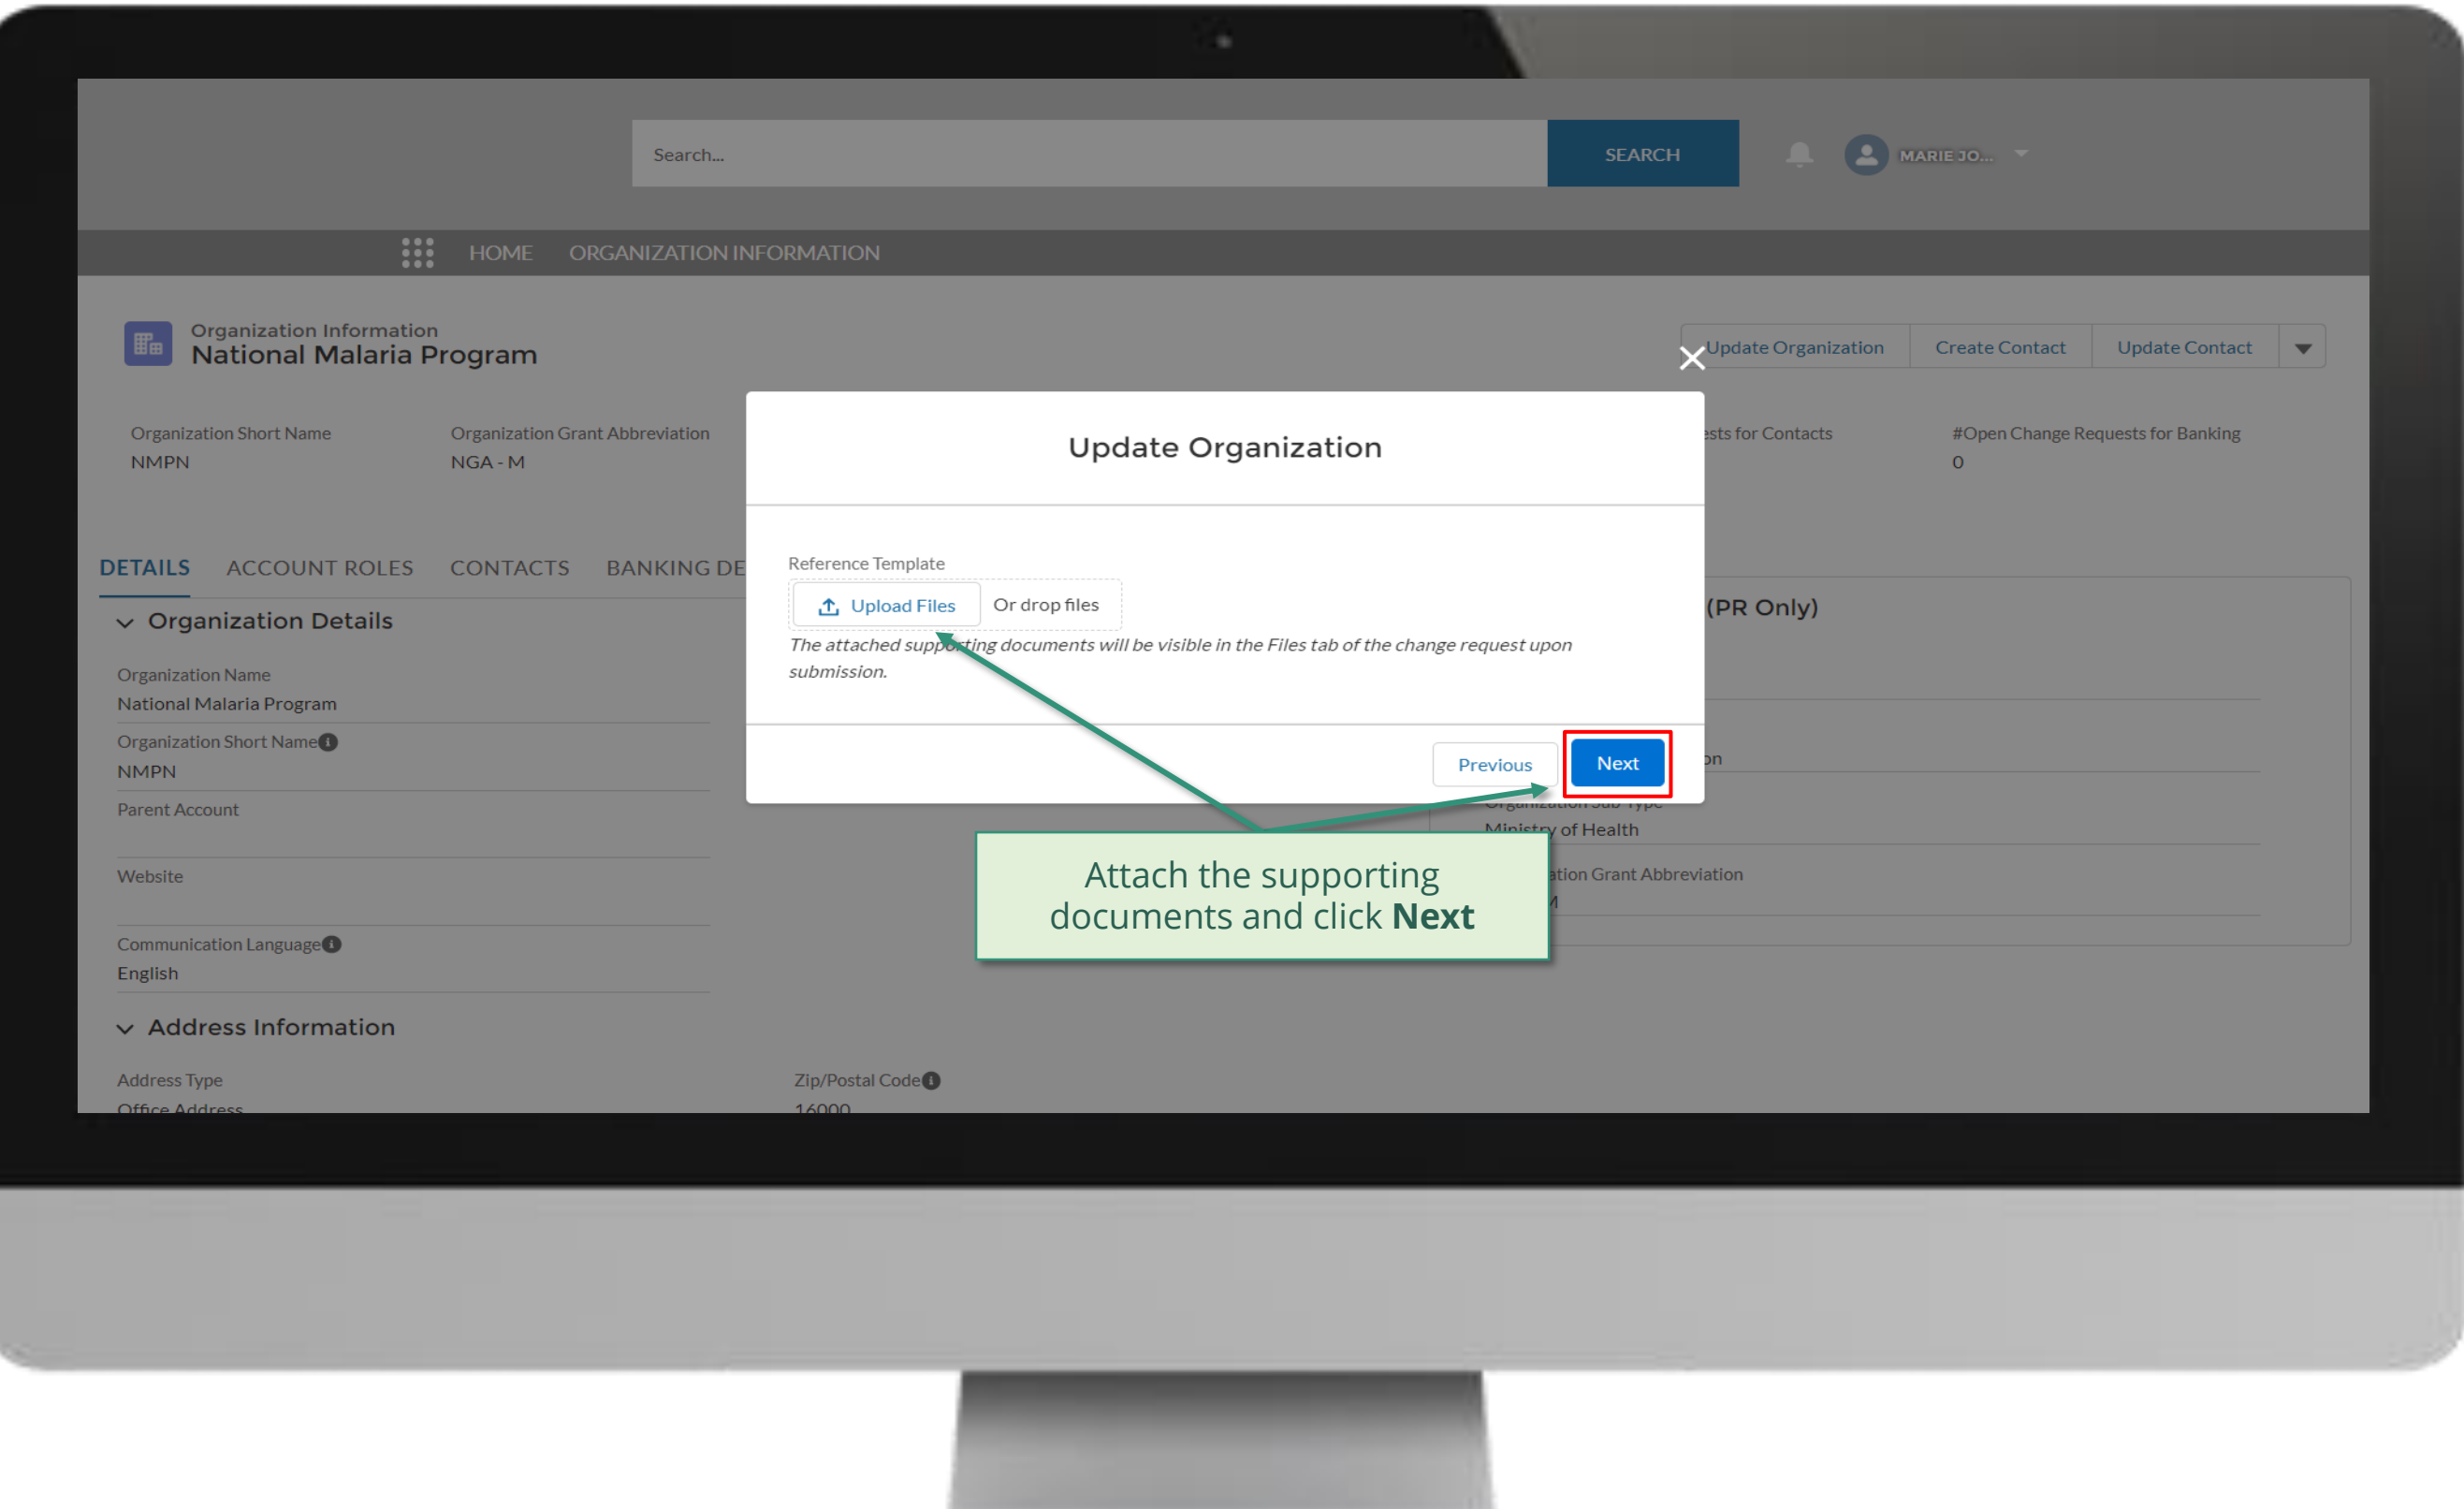 Search...
SEARCH
MARIE JO...
HOME ORGANIZATION INFORMATION
Organization Information
National Malaria Program
Update Organization Create Contact Update Contact
Organization Short Name Organization Grant Abbreviation
NMPN NGA - M
ests for Contacts #Open Change Requests for Banking
0
DETAILS ACCOUNT ROLES CONTACTS BANKING DE
Update Organization
Reference Template
Upload Files Or drop files
The attached supporting documents will be visible in the Files tab of the change request upon
submission.
Previous Next
Attach the supporting
documents and click Next
Organization Details
Organization Name
National Malaria Program
Organization Short Name
NMPN
Parent Account
Website
Communication Language
English
(PR Only)
on
Organization Sub Type
Ministry of Health
ation Grant Abbreviation
Address Information
Address Type
Office Address
Zip/Postal Code
16000